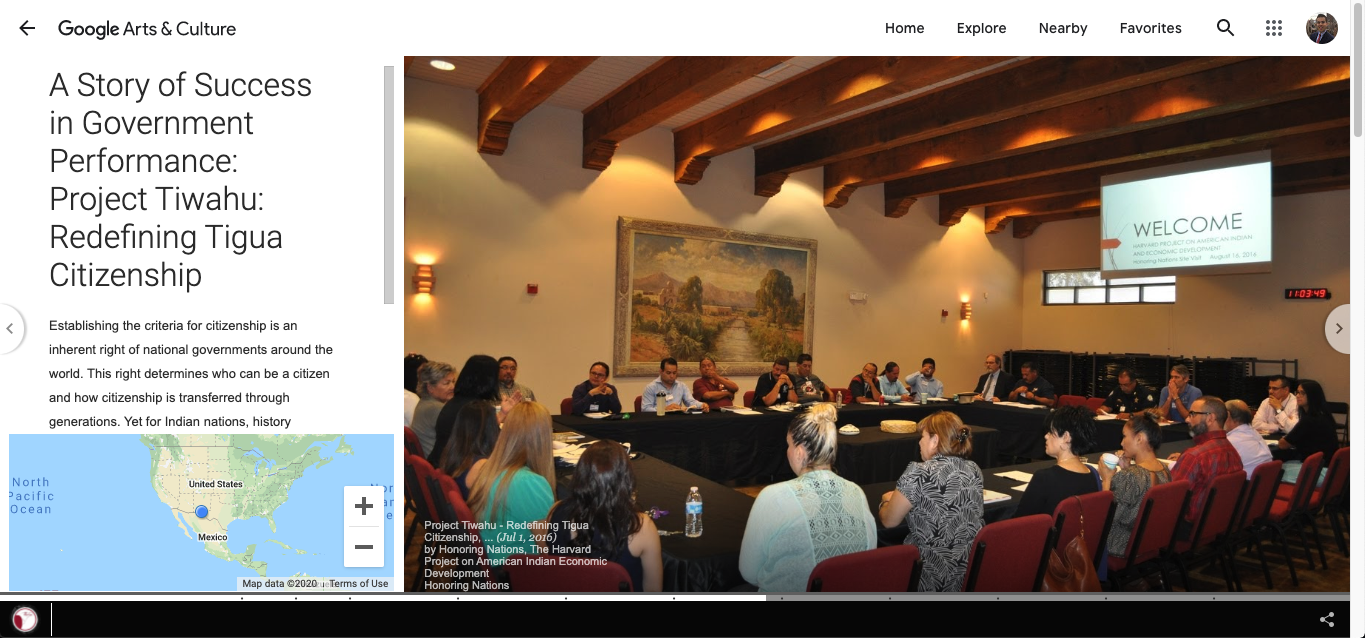 Google Arts & Culture
Home
Explore
Nearby
Favorites
A Story of Success
in Government
Performance:
Project Tiwahu:
Redefining Tigua
Citizenship
Establishing the criteria for citizenship is an
inherent right of national governments around the
world. This right determines who can be a citizen
and how citizenship is transferred through
generations. Yet for Indian nations, history
North
Pacific
Ocean
United States
Mexico
Map data ©2020
Terms of Use
WELCOME
HARVARD PROJECT ON AMERICAN INDIAN
AND ECONOMIC DEVELOPMENT
Honoring Nations Site Visit August 16, 2016
11:03:49
Project Tiwahu - Redefining Tigua
Citizenship, ... (Jul 1, 2016)
by Honoring Nations, The Harvard
Project on American Indian Economic
Development
Honoring Nations